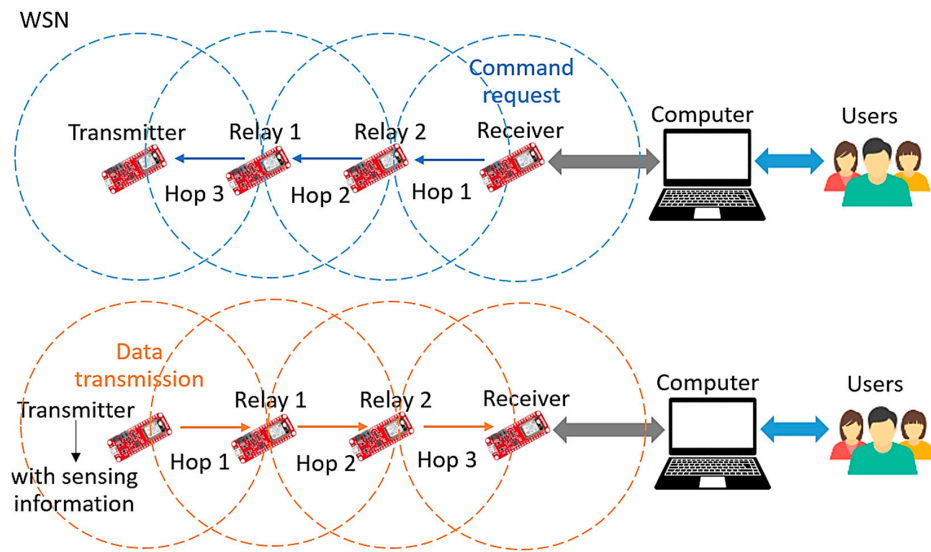 WSN
Command
request
Transmitter
Relay 1
Relay 2
Receiver
Computer
Users
Hop 3
Hop 2
Hop 1
Data
transmission
Transmitter
Relay 1
Relay 2
Receiver
Computer
Users
Hop 1
Hop 2
Hop 3
with sensing
information